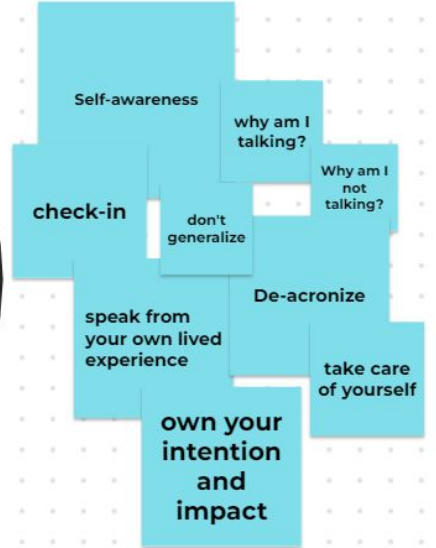 Self-awareness
why am I
talking?
Why am I
not
talking?
check-in
don't
generalize
De-acronize
speak from
your own lived
experience
take care
of yourself
own your
intention
and
impact